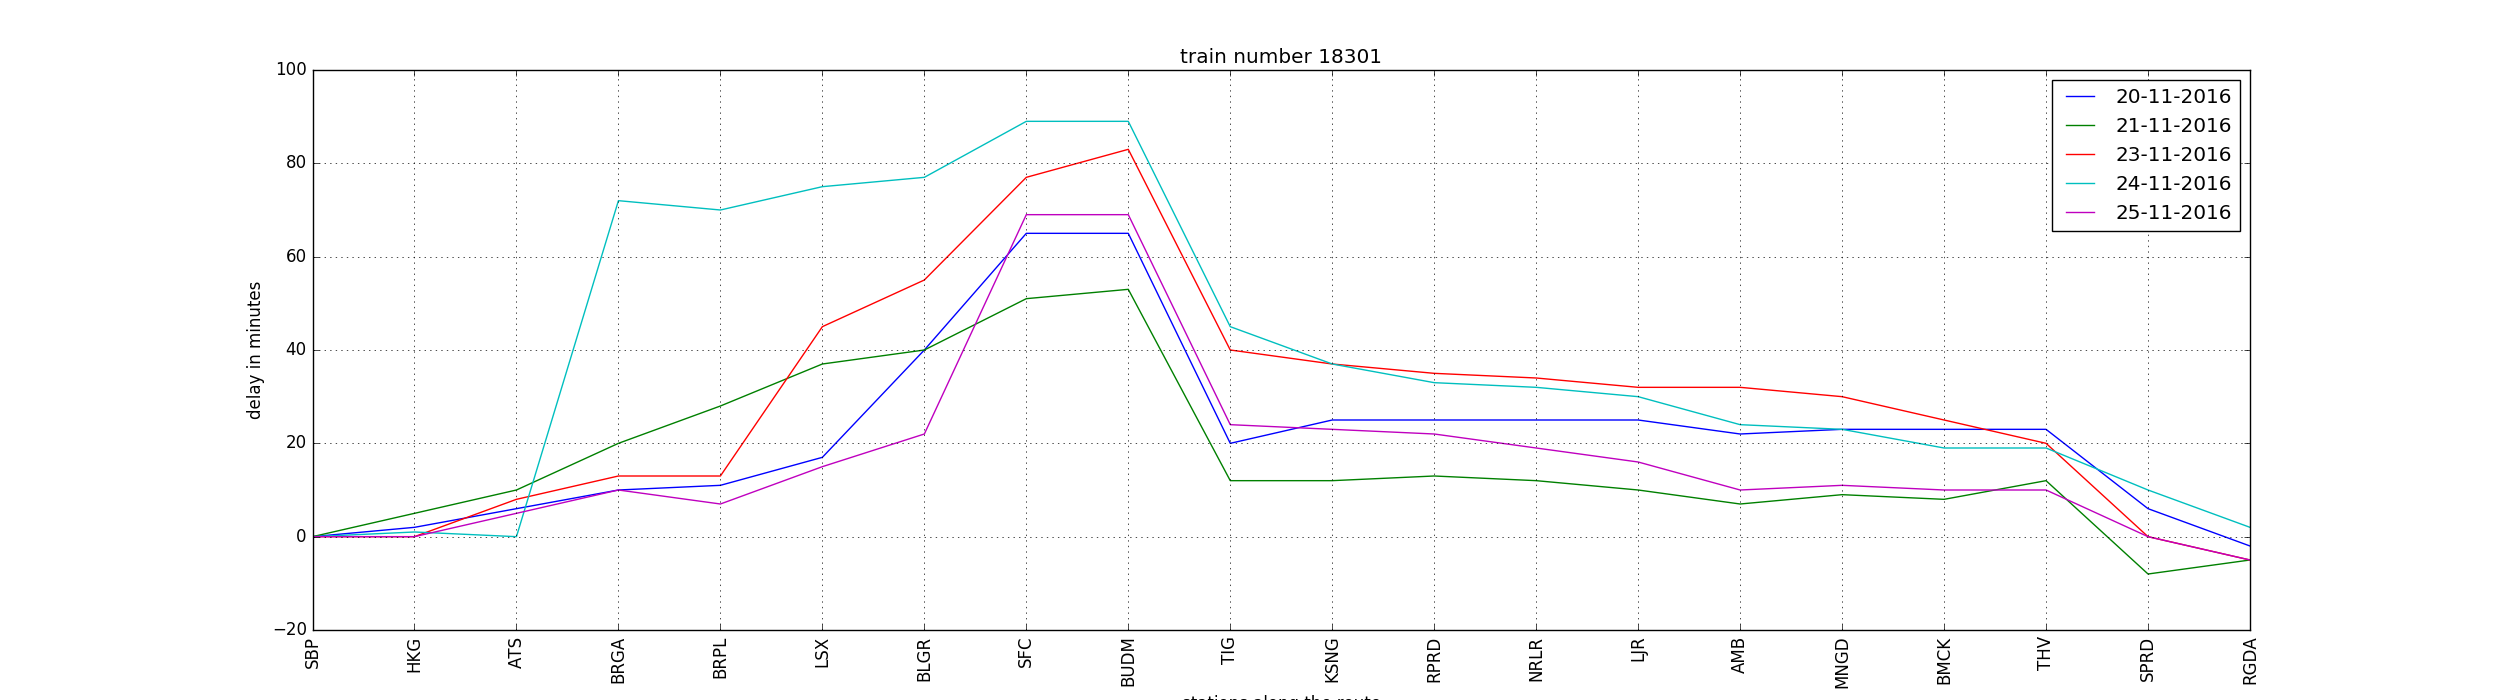 train number 18301
100
80
60
40
20
0
−20
delay in minutes
20-11-2016
21-11-2016
23-11-2016
24-11-2016
25-11-2016
SBP
HKG
ATS
BRGA
BRPL
LSX
BLGR
SFC
BUDM
TIG
KSNG
RPRD
NRLR
LJR
AMB
MNGD
BMCK
THV
SPRD
RGDA
stations along the route